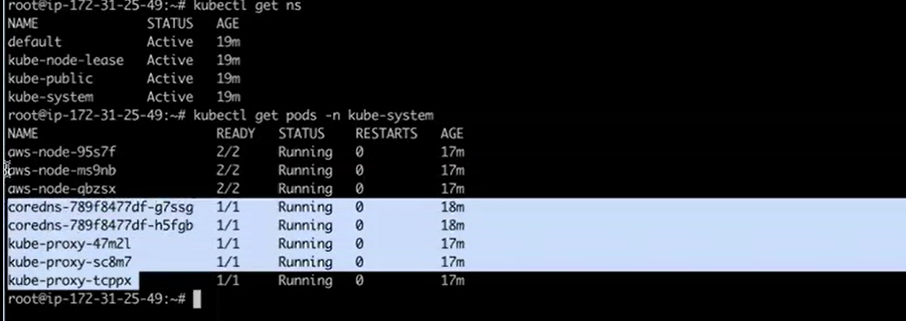 root@ip-172-31-25-49:~# kubectl get ns
NAME STATUS AGE
default Active 19m
kube-node-lease Active 19m
kube-public Active 19m
kube-system Active 19m
root@ip-172-31-25-49:~# kubectl get pods -n kube-system
NAME READY STATUS RESTARTS AGE
aws-node-95s7f 2/2 Running 0 17m
aws-node-ms9nb 2/2 Running 0 17m
aws-node-qbzsx 2/2 Running 0 17m
coredns-789f8477df-g7ssg 1/1 Running 0 18m
coredns-789f8477df-h5fgb 1/1 Running 0 18m
kube-proxy-47m2l 1/1 Running 0 17m
kube-proxy-sc8m7 1/1 Running 0 17m
kube-proxy-tcppx 1/1 Running 0 17m
root@ip-172-31-25-49:~#